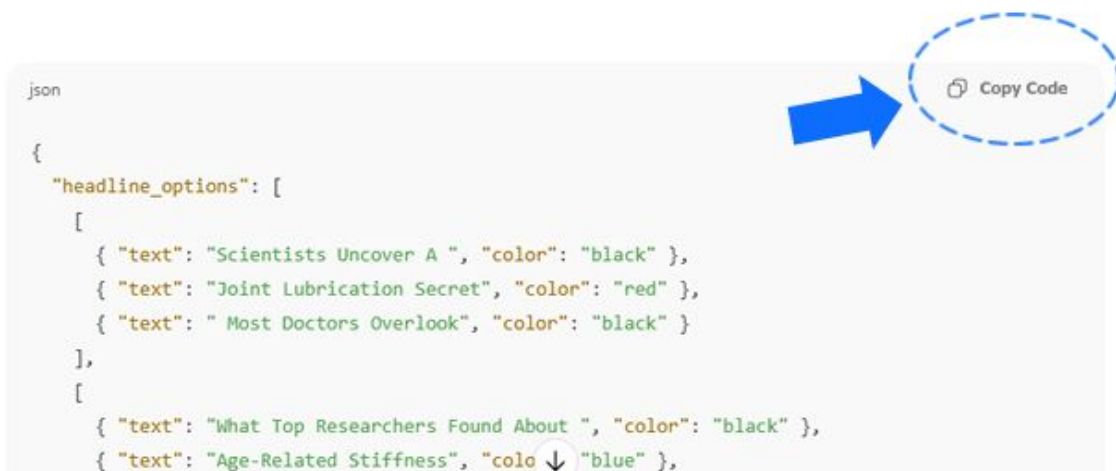 json
Copy Code
{
"headline_options": [
[
{ "text": "Scientists Uncover A ", "color": "black" },
{ "text": "Joint Lubrication Secret", "color": "red" },
{ "text": " Most Doctors Overlook", "color": "black" }
],
[
{ "text": "What Top Researchers Found About ", "color": "black" },
{ "text": "Age-Related Stiffness", "colo "blue" },